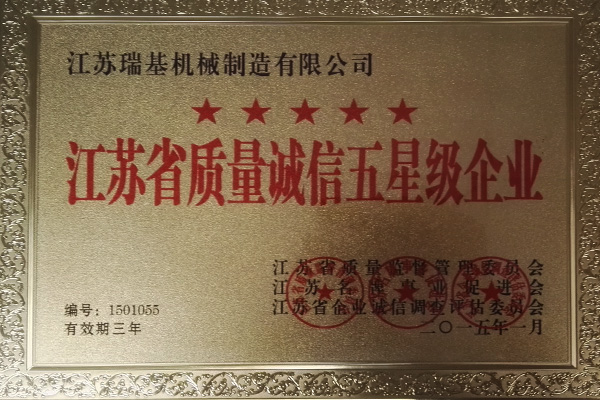 江苏瑞基机械制造有限公司
★★★★★
江苏省质量诚信五星级企业
江苏省质量监督管理委员会
江苏名
事业促进会
江苏省企业诚信调查评估委员会
二〇一五年一月
编号：1501055
有效期三年